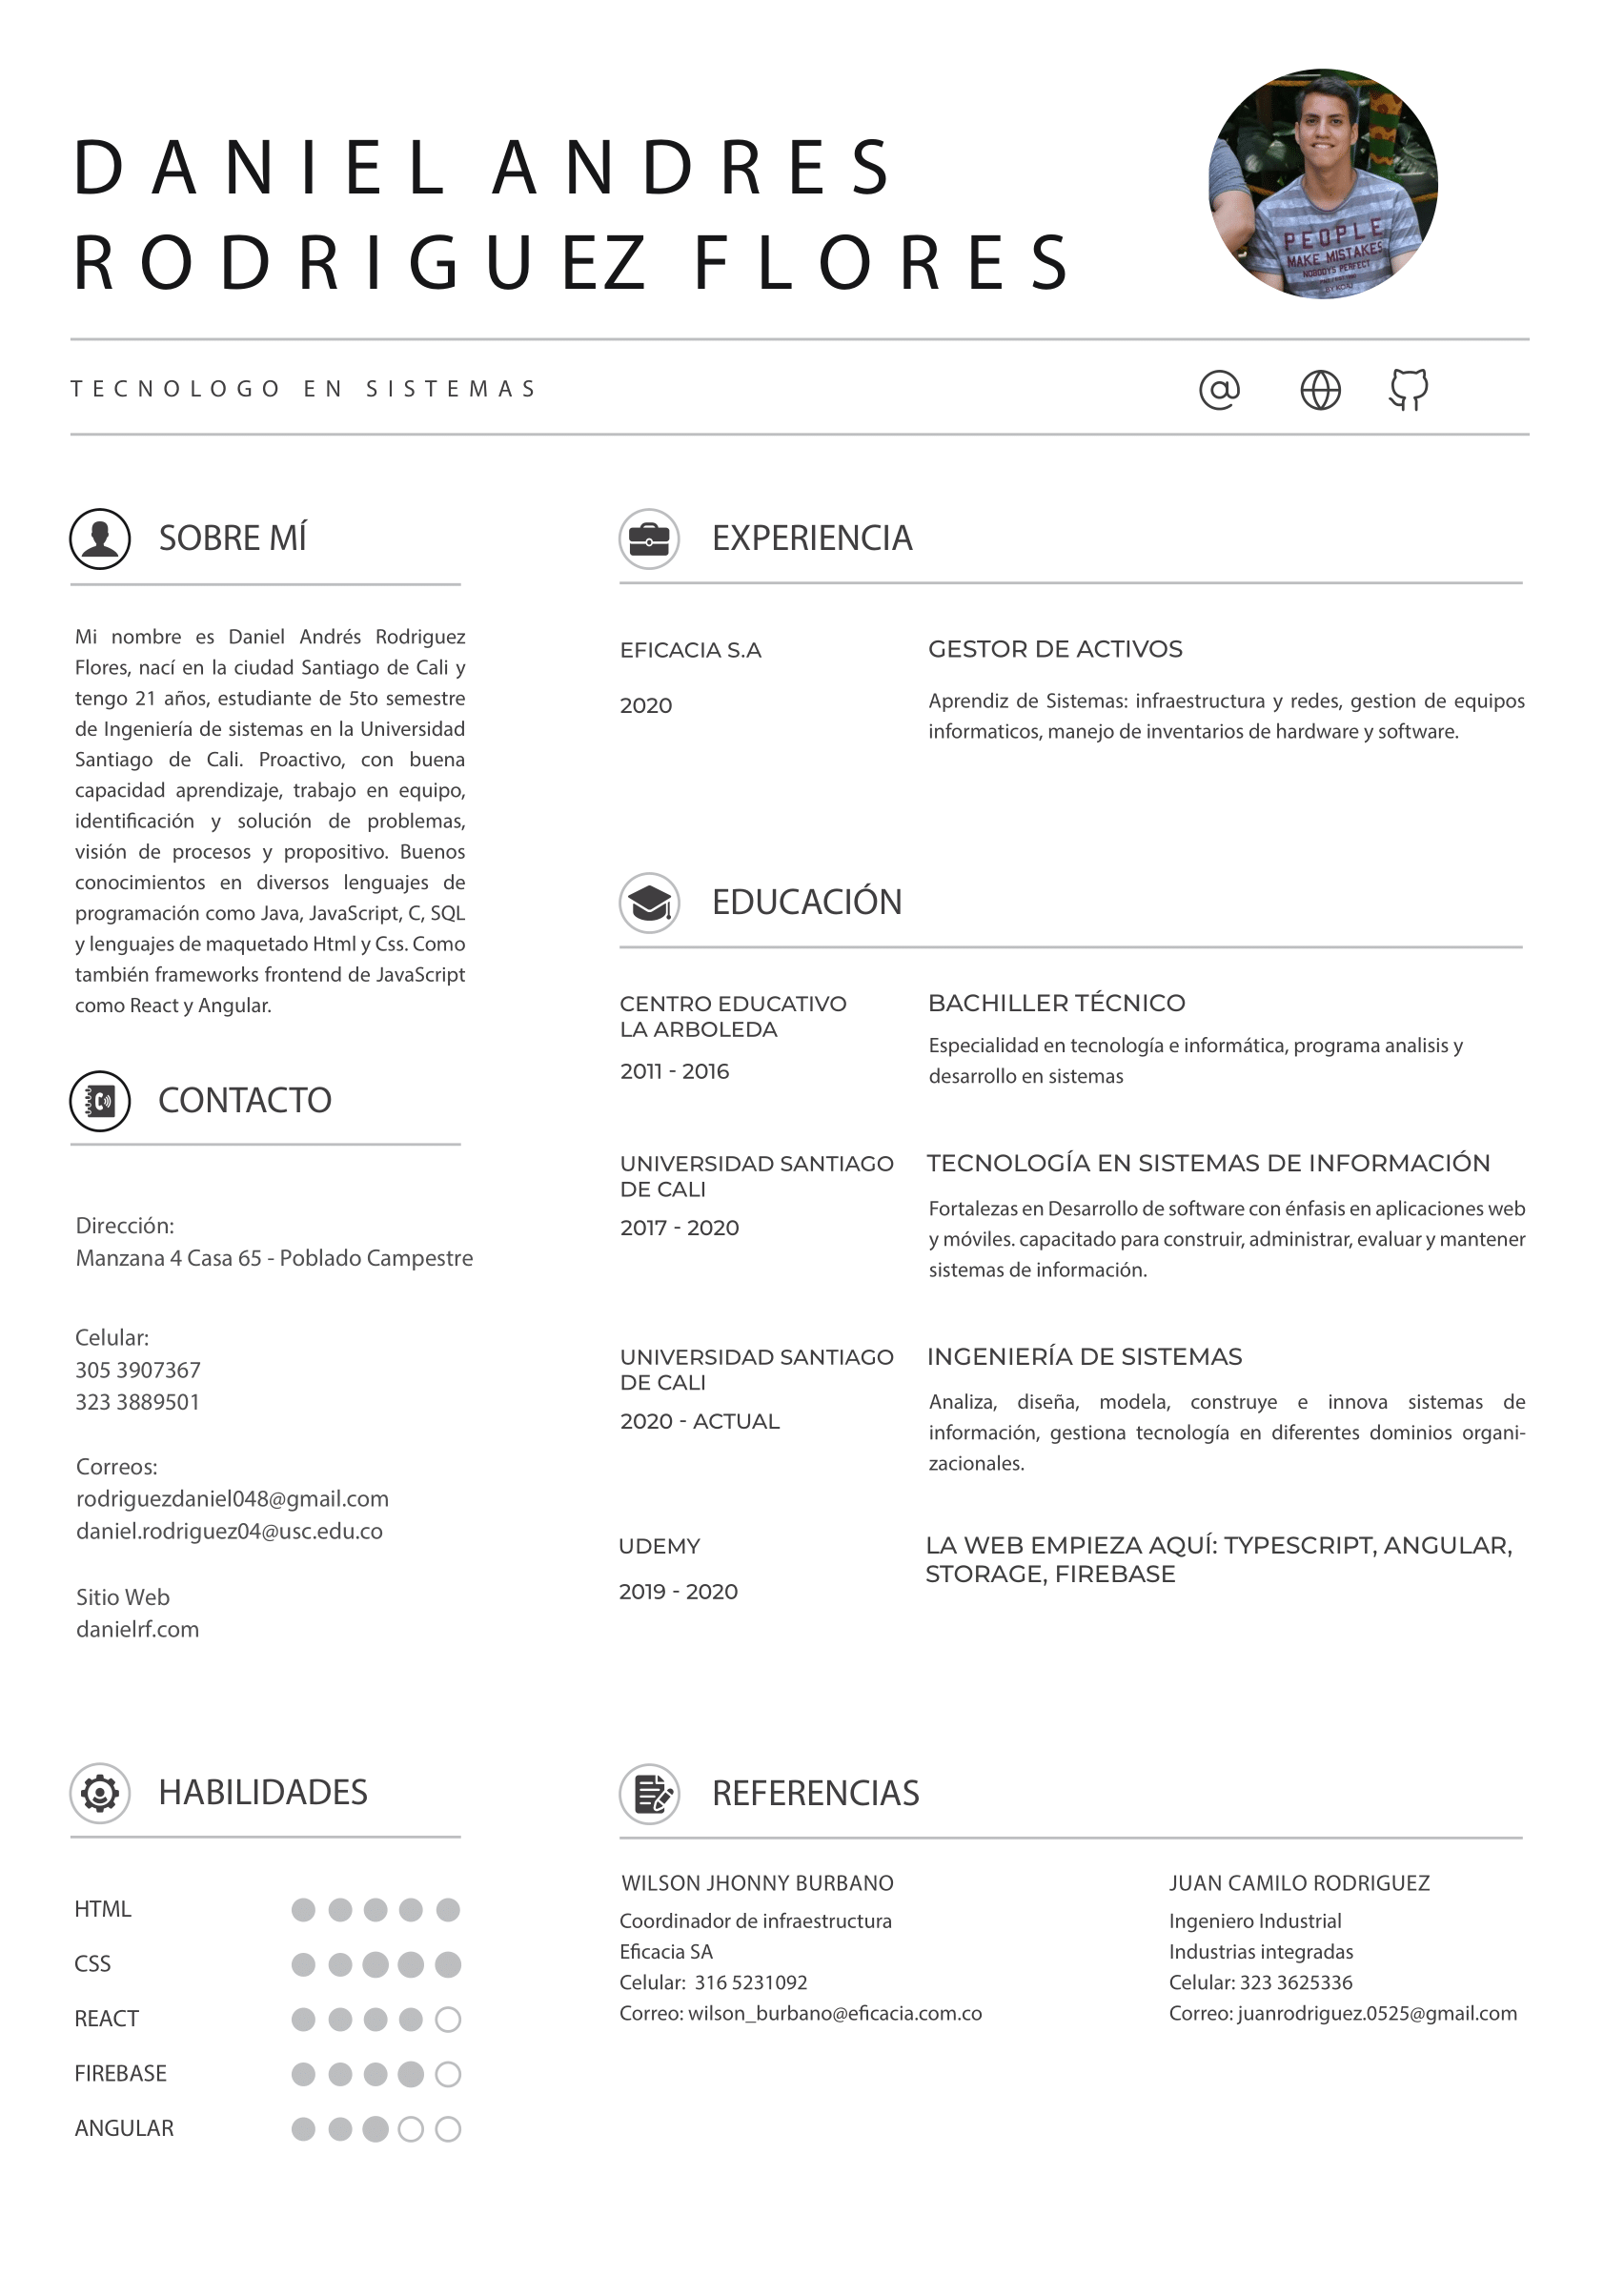 DANIEL ANDRES
RODRIGUEZ FLORES
PEOPLE
MAKE MISTAKES
NOBODYS PERFECT
TECNOLOGO EN SISTEMAS
SOBRE MÍ
Mi nombre es Daniel Andrés Rodriguez
Flores, nací en la ciudad Santiago de Cali y
tengo 21 años, estudiante de 5to semestre
de Ingeniería de sistemas en la Universidad
Santiago de Cali. Proactivo, con buena
capacidad aprendizaje, trabajo en equipo,
identificación y solución de problemas,
visión de procesos y propositivo. Buenos
conocimientos en diversos lenguajes de
programación como Java, JavaScript, C, SQL
y lenguajes de maquetado Html y Css. Como
también frameworks frontend de JavaScript
como React y Angular.
CONTACTO
Dirección:
Manzana 4 Casa 65 - Poblado Campestre
Celular:
305 3907367
323 3889501
Correos:
rodriguezdaniel048@gmail.com
daniel.rodriguez04@usc.edu.co
Sitio Web
danielrf.com
HABILIDADES
HTML
CSS
REACT
FIREBASE
ANGULAR
EXPERIENCIA
EFICACIA S.A
2020
GESTOR DE ACTIVOS
Aprendiz de Sistemas: infraestructura y redes, gestion de equipos
informaticos, manejo de inventarios de hardware y software.
EDUCACIÓN
CENTRO EDUCATIVO
LA ARBOLEDA
2011 - 2016
BACHILLER TÉCNICO
Especialidad en tecnología e informática, programa analisis y
desarrollo en sistemas
UNIVERSIDAD SANTIAGO
DE CALI
2017 - 2020
TECNOLOGÍA EN SISTEMAS DE INFORMACIÓN
Fortalezas en Desarrollo de software con énfasis en aplicaciones web
y móviles. capacitado para construir, administrar, evaluar y mantener
sistemas de información.
UNIVERSIDAD SANTIAGO
DE CALI
2020 - ACTUAL
INGENIERÍA DE SISTEMAS
Analiza, diseña, modela, construye e innova sistemas de
información, gestiona tecnología en diferentes dominios organi-
zacionales.
UDEMY
2019 - 2020
LA WEB EMPIEZA AQUÍ: TYPESCRIPT, ANGULAR,
STORAGE, FIREBASE
REFERENCIAS
WILSON JHONNY BURBANO
Coordinador de infraestructura
Eficacia SA
Celular: 316 5231092
Correo: wilson_burbano@eficacia.com.co
JUAN CAMILO RODRIGUEZ
Ingeniero Industrial
Industrias integradas
Celular: 323 3625336
Correo: juanrodriguez.0525@gmail.com